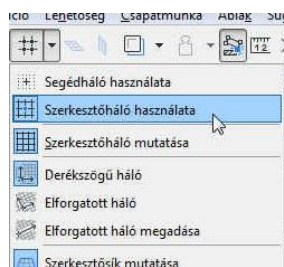 Lehetőség Csapatmunka Ablak
Segédháló használata
Szerkesztőháló használata
Szerkesztőháló mutatása
Derékszögű háló
Elforgatott háló
Elforgatott háló megadása
Szerkesztősík mutatása